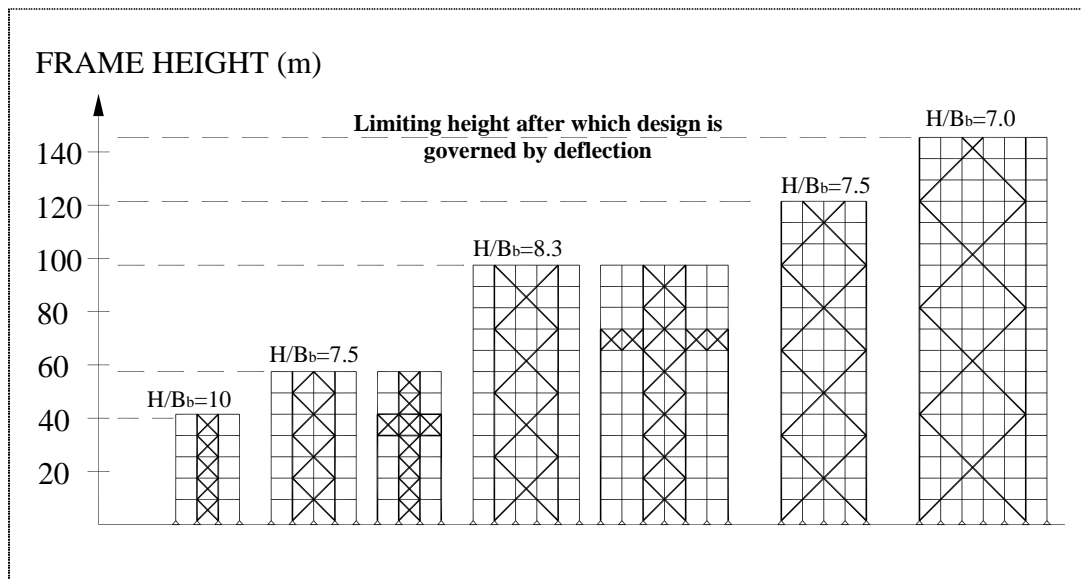 FRAME HEIGHT (m)
Limiting height after which design is
governed by deflection
H/Bb=7.0
140
H/Bb=7.5
120
H/Bb=8.3
100
80
H/Bb=7.5
60
H/Bb=10
40
20